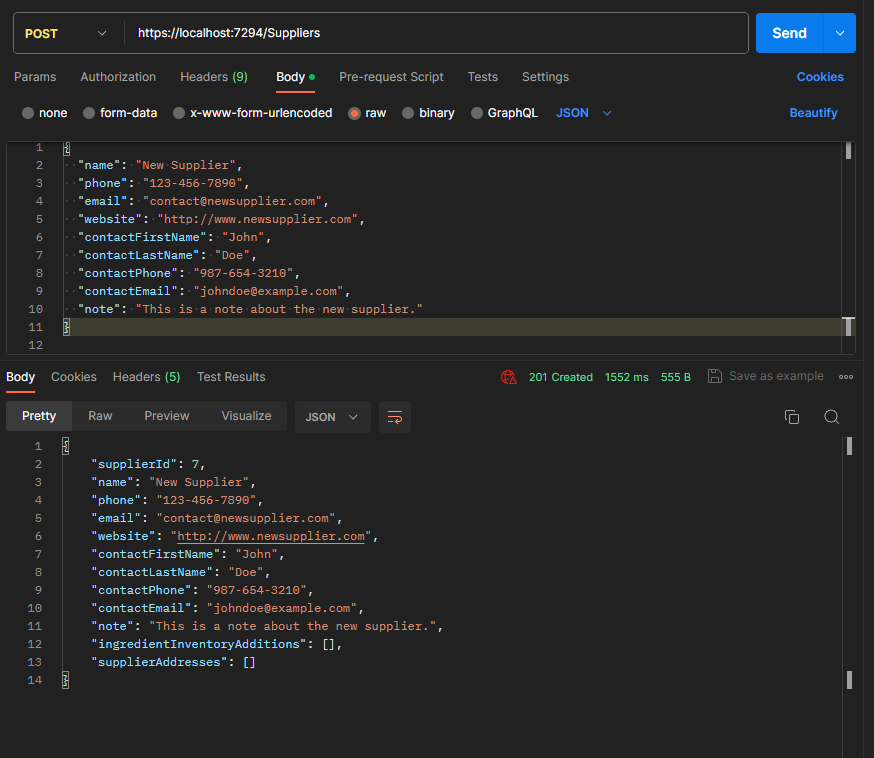 POST https://localhost:7294/Suppliers Send
Params Authorization Headers (9) Body Pre-request Script Tests Settings Cookies
none form-data x-www-form-urlencoded raw binary GraphQL JSON Beautify
1 {
2 "name": "New Supplier",
3 "phone": "123-456-7890",
4 "email": "contact@newsupplier.com",
5 "website": "http://www.newsupplier.com",
6 "contactFirstName": "John",
7 "contactLastName": "Doe",
8 "contactPhone": "987-654-3210",
9 "contactEmail": "johndoe@example.com",
10 "note": "This is a note about the new supplier."
11 }
12
Body Cookies Headers (5) Test Results 201 Created 1552 ms 555 B Save as example
Pretty Raw Preview Visualize JSON
1 {
2 "supplierId": 7,
3 "name": "New Supplier",
4 "phone": "123-456-7890",
5 "email": "contact@newsupplier.com",
6 "website": "http://www.newsupplier.com",
7 "contactFirstName": "John",
8 "contactLastName": "Doe",
9 "contactPhone": "987-654-3210",
10 "contactEmail": "johndoe@example.com",
11 "note": "This is a note about the new supplier.",
12 "ingredientInventoryAdditions": [],
13 "supplierAddresses": []
14 }